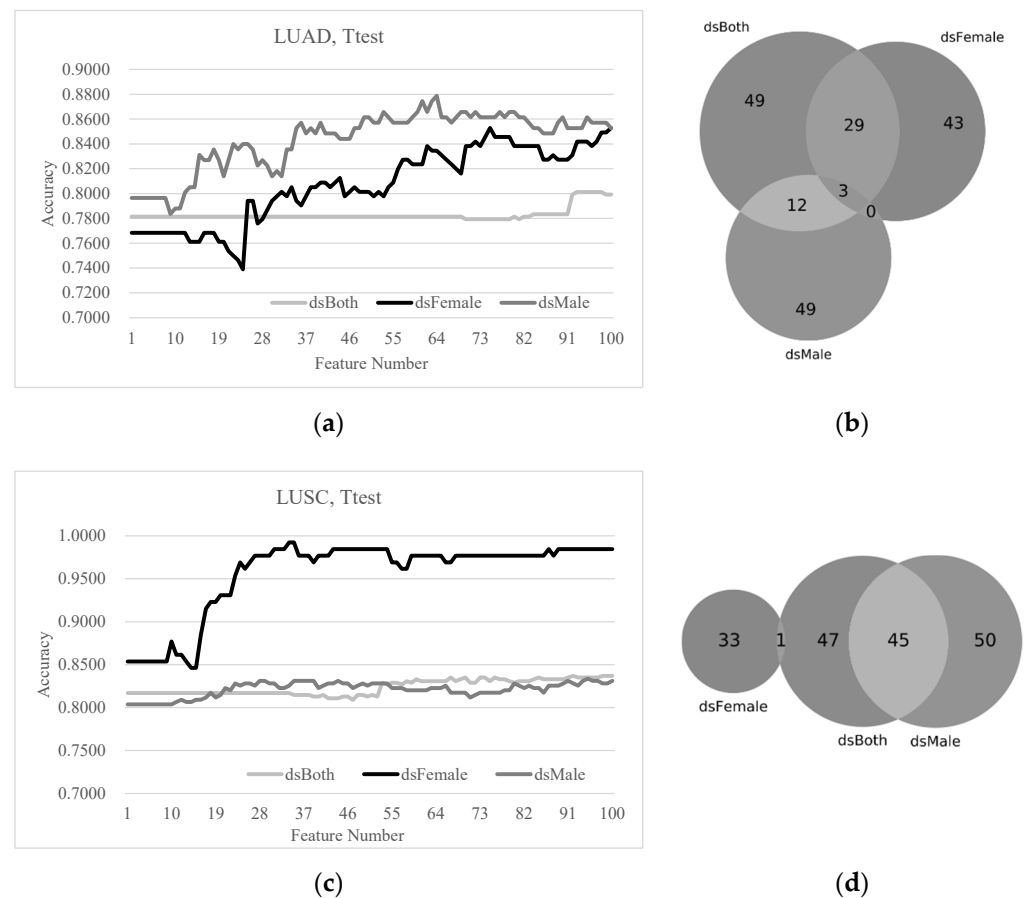 LUAD, Ttest
0.9000
0.8800
0.8600
0.8400
0.8200
0.8000
0.7800
0.7600
0.7400
0.7200
0.7000
Accuracy
dsBoth dsFemale dsMale
1 10 19 28 37 46 55 64 73 82 91 100
Feature Number
(a)
dsBoth
dsFemale
49
29
43
3
12
0
49
dsMale
(b)
LUSC, Ttest
1.0000
0.9500
0.9000
0.8500
0.8000
0.7500
0.7000
Accuracy
dsBoth dsFemale dsMale
1 10 19 28 37 46 55 64 73 82 91 100
Feature Number
(c)
33 1 47 45 50
dsFemale
dsBoth dsMale
(d)